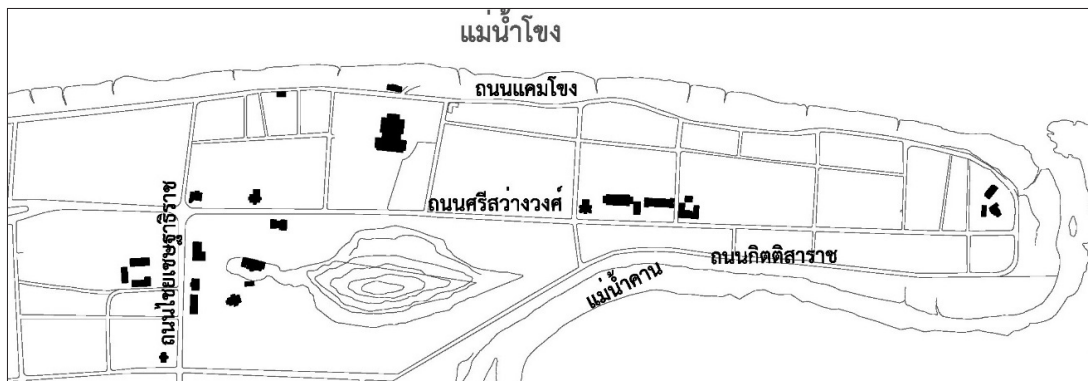 แม่น้ำโขง
ถนนแคมโขง
ถนนศรีสว่างวงศ์
ถนนไชยเชษฐาธิราช
ถนนกิตติสาราช
แม่น้ำคาน